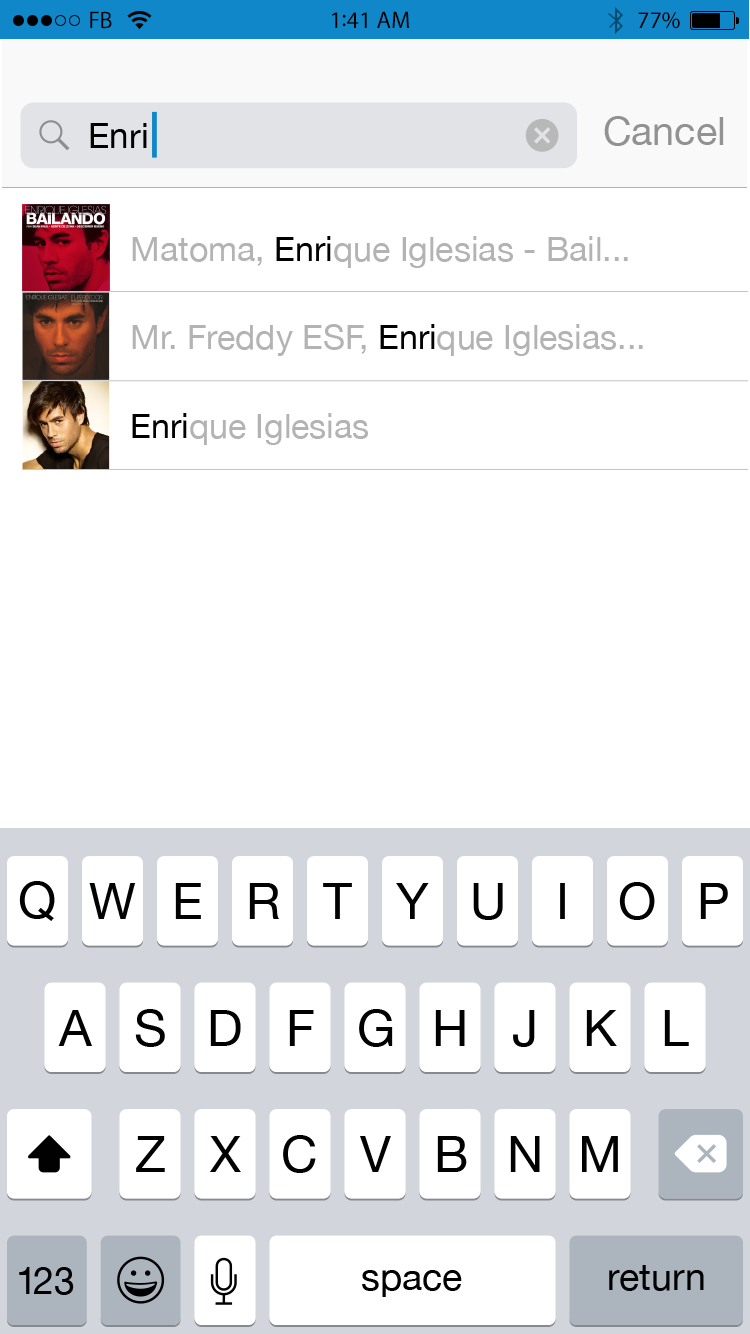 FB 1:41 AM 77%
Enri Cancel
ENRIQUE IGLESIAS
BAILANDO
Matoma, Enrique Iglesias - Bail...
ENRIQUE IGLESIAS
Mr. Freddy ESF, Enrique Iglesias...
Enrique Iglesias
Q W E R T Y U I O P
A S D F G H J K L
Z X C V B N M
123 space return